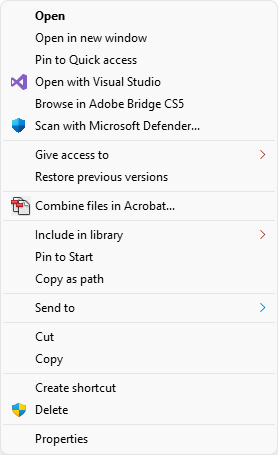 Open
Open in new window
Pin to Quick access
Open with Visual Studio
Browse in Adobe Bridge CS5
Scan with Microsoft Defender...
Give access to
Restore previous versions
Combine files in Acrobat...
Include in library
Pin to Start
Copy as path
Send to
Cut
Copy
Create shortcut
Delete
Properties